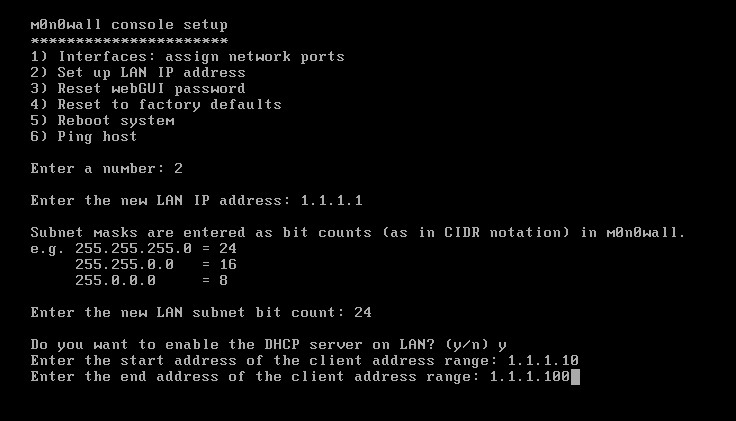 m0n0wall console setup
**********************
1) Interfaces: assign network ports
2) Set up LAN IP address
3) Reset webGUI password
4) Reset to factory defaults
5) Reboot system
6) Ping host
Enter a number: 2
Enter the new LAN IP address: 1.1.1.1
Subnet masks are entered as bit counts (as in CIDR notation) in m0n0wall.
e.g. 255.255.255.0 = 24
255.255.0.0 = 16
255.0.0.0 = 8
Enter the new LAN subnet bit count: 24
Do you want to enable the DHCP server on LAN? (y/n) y
Enter the start address of the client address range: 1.1.1.10
Enter the end address of the client address range: 1.1.1.100